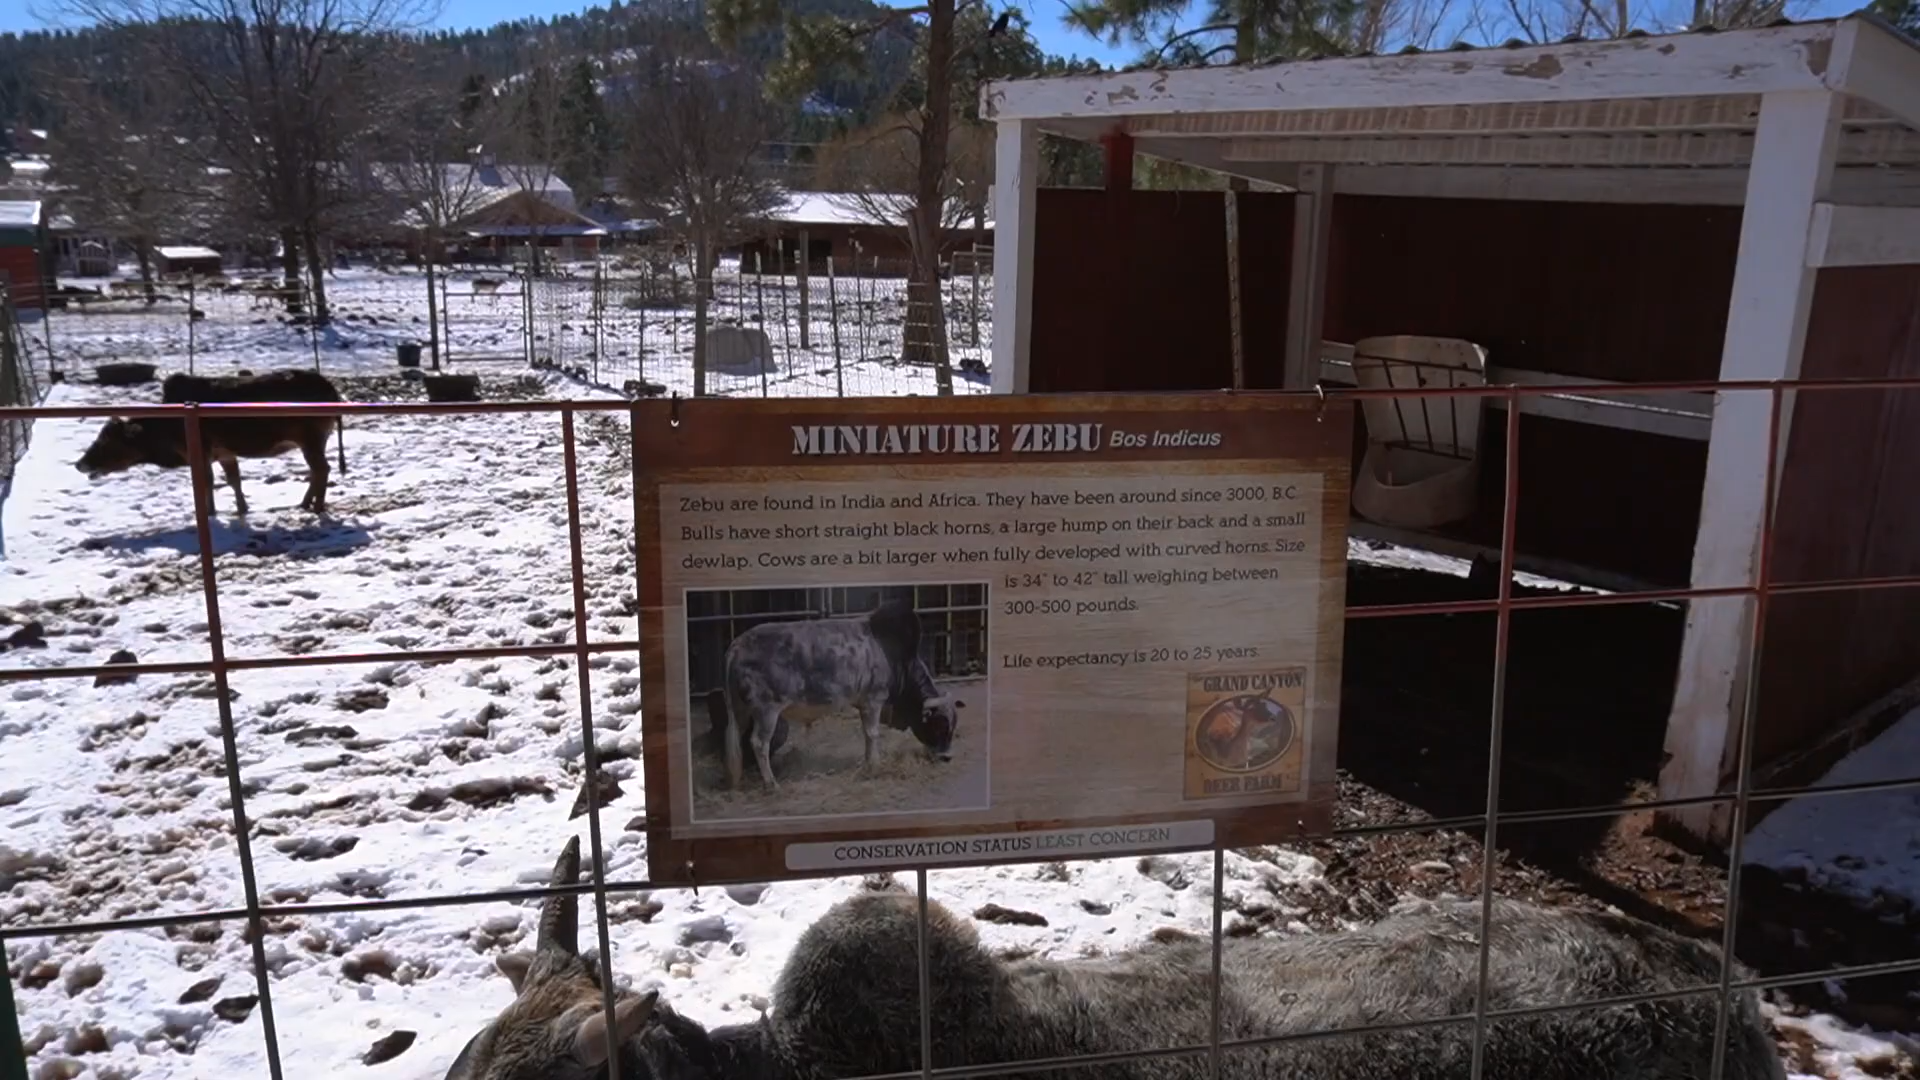 MINIATURE ZEBU Bos Indicus
Zebu are found in India and Africa. They have been around since 3000, B.C.
Bulls have short straight black horns, a large hump on their back and a small
dewlap. Cows are a bit larger when fully developed with curved horns. Size
is 34" to 42" tall weighing between
300-500 pounds.
Life expectancy is 20 to 25 years.
The
GRAND CANYON
DEER FARM
CONSERVATION STATUS LEAST CONCERN